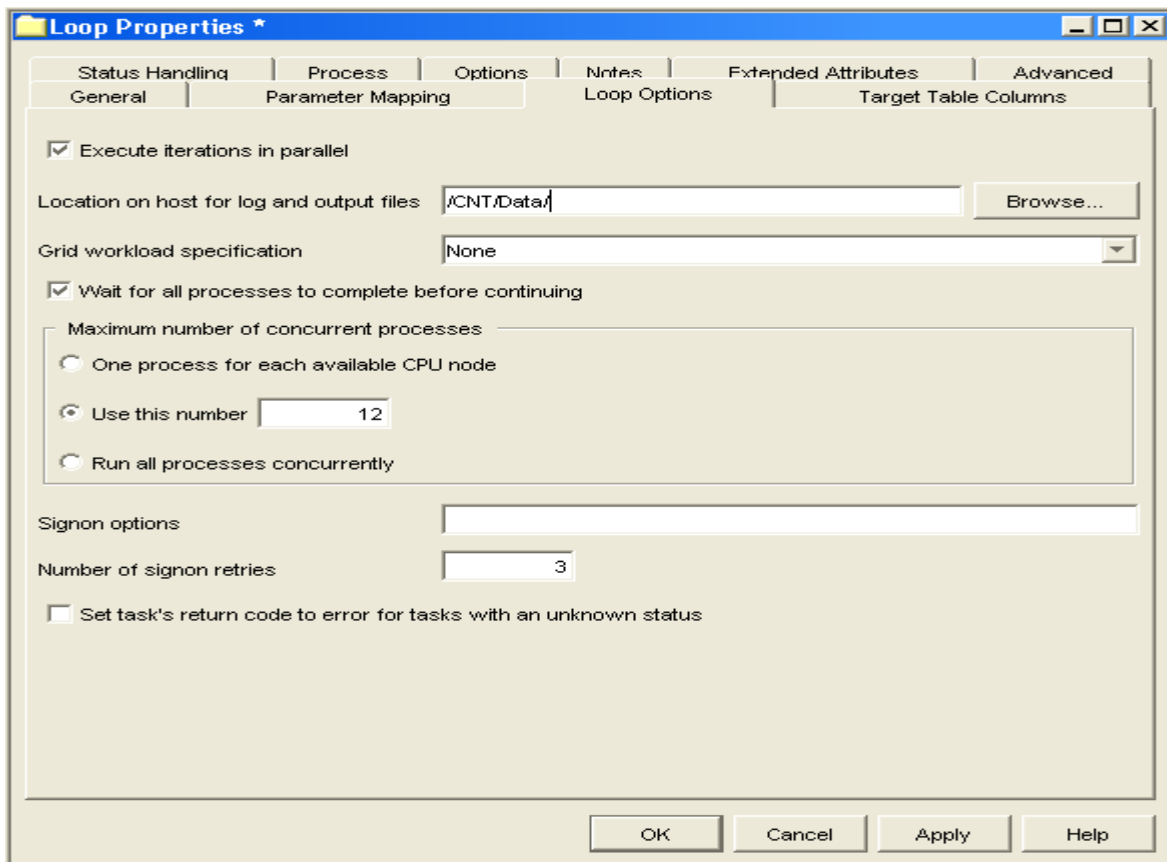 Loop Properties *
Status Handling Process Options Notes Extended Attributes Advanced
General Parameter Mapping Loop Options Target Table Columns
Execute iterations in parallel
Location on host for log and output files /CNT/Data/ Browse...
Grid workload specification None
Wait for all processes to complete before continuing
Maximum number of concurrent processes
One process for each available CPU node
Use this number 12
Run all processes concurrently
Signon options
Number of signon retries 3
Set task's return code to error for tasks with an unknown status
OK Cancel Apply Help